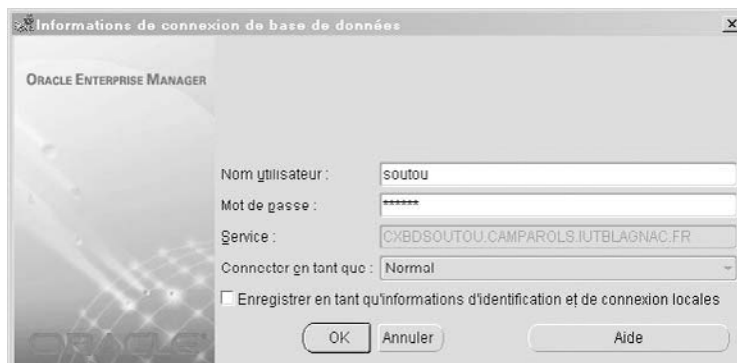 Informations de connexion de base de données
ORACLE ENTERPRISE MANAGER
Nom utilisateur : soutou
Mot de passe : ******
Service : CXBDSOUTOU.CAMPAROLS.IUTBLAGNAC.FR
Connecter en tant que : Normal
Enregistrer en tant qu'informations d'identification et de connexion locales
OK Annuler Aide
ORACLE